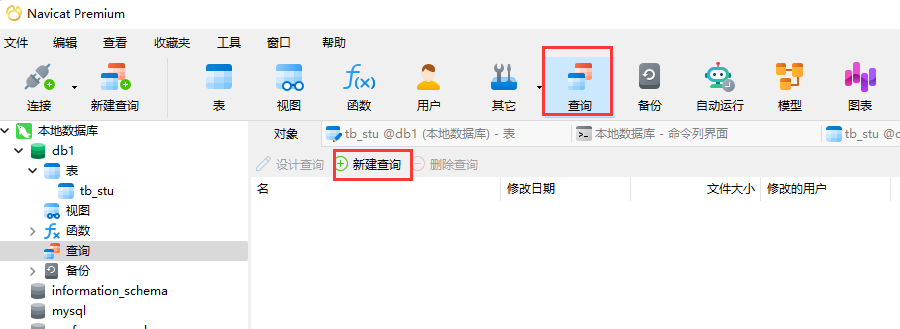 Navicat Premium
文件 编辑 查看 收藏夹 工具 窗口 帮助
f(x)
连接 新建查询 表 视图 函数 用户 其它 查询 备份 自动运行 模型 图表
本地数据库
db1
表
tb_stu
视图
函数
查询
备份
information_schema
mysql
对象 tb_stu @db1 (本地数据库) - 表 本地数据库 - 命令列界面
设计查询 新建查询 删除查询
名 修改日期 文件大小 修改的用户